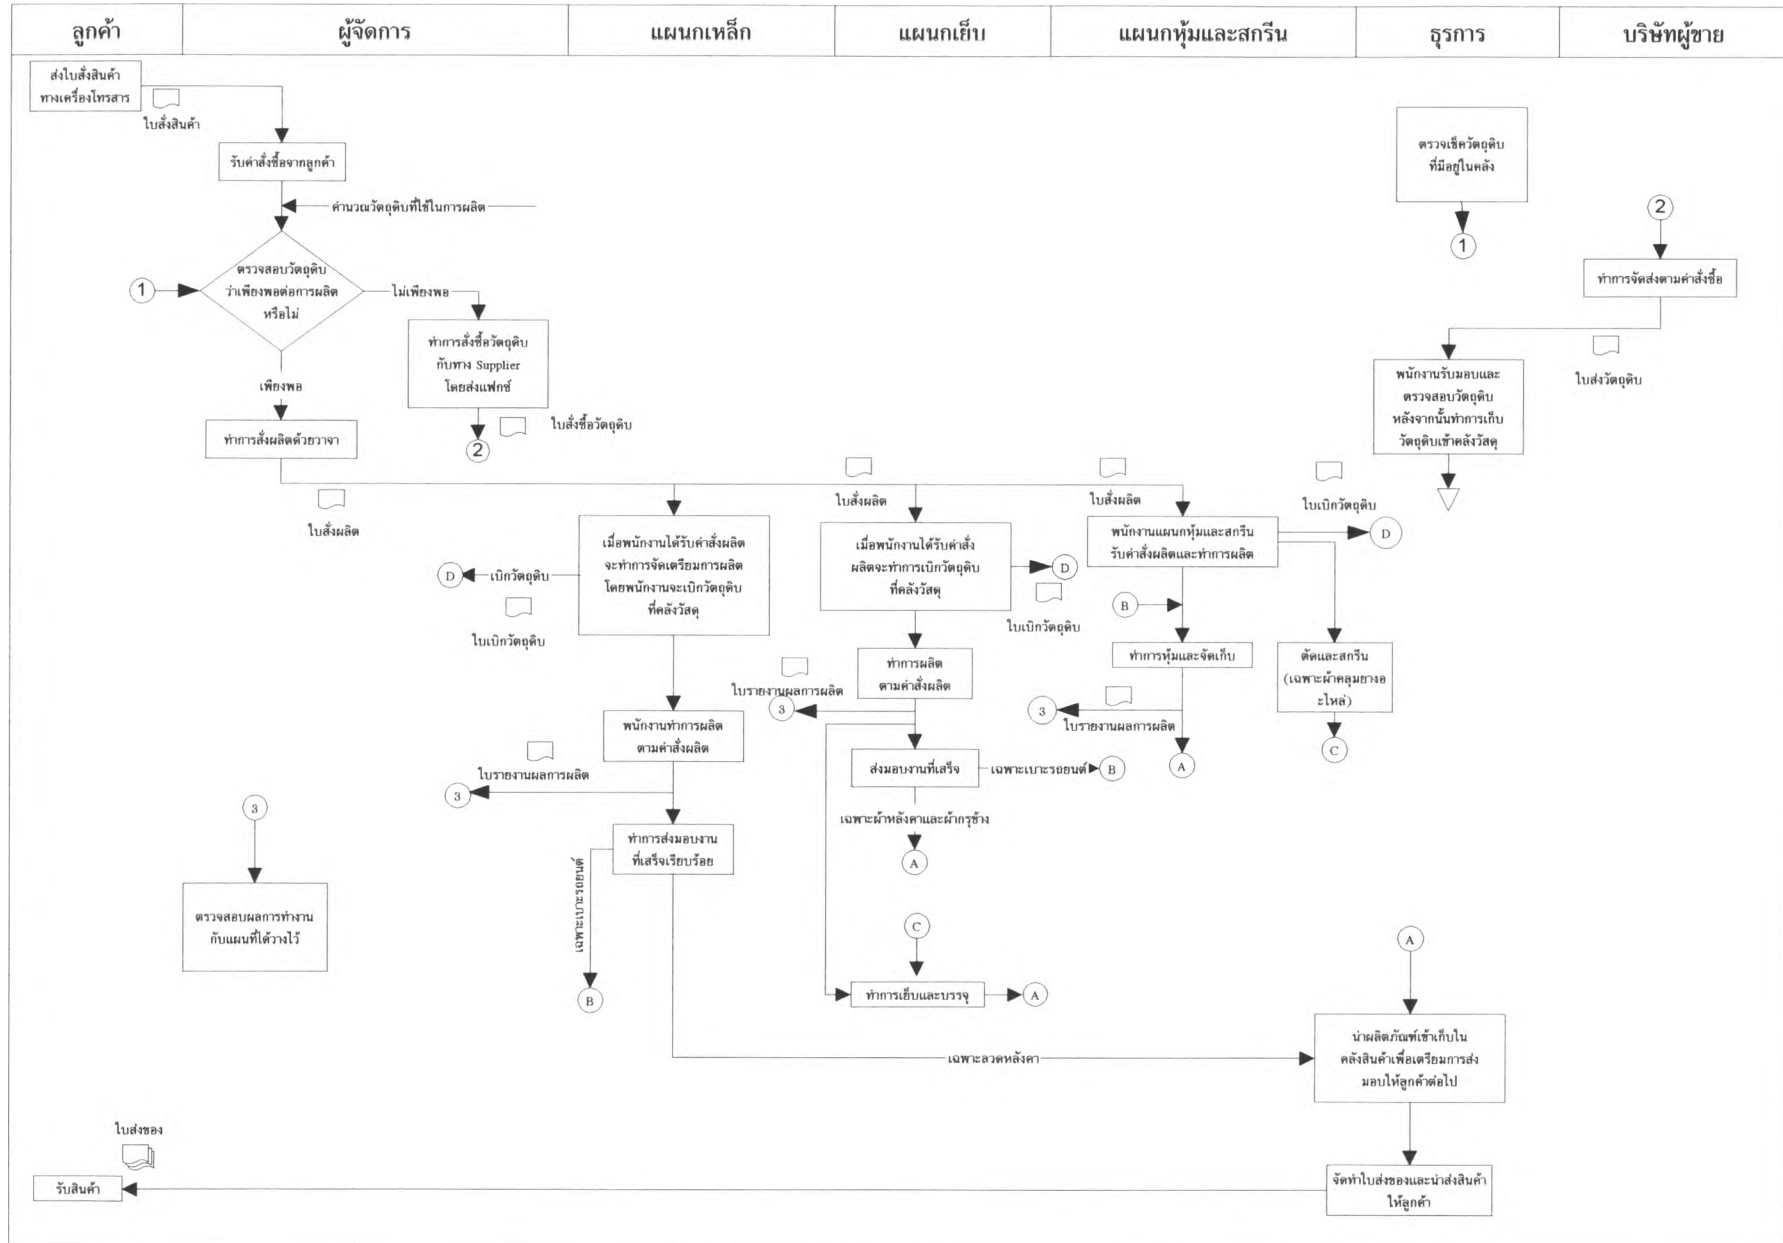 ลูกค้า
ผู้จัดการ
แผนกเหล็ก
แผนกเย็บ
แผนกหุ้มและสกรีน
ธุรการ
บริษัทผู้ขาย
ส่งใบสั่งสินค้า
ทางเครื่องโทรสาร
ใบสั่งสินค้า
รับคำสั่งซื้อจากลูกค้า
คำนวณวัตถุดิบที่ใช้ในการผลิต
1
ตรวจสอบวัตถุดิบ
ว่าเพียงพอต่อการผลิต
หรือไม่
ไม่เพียงพอ
ทำการสั่งซื้อวัตถุดิบ
กับทาง Supplier
โดยส่งแฟกซ์
ใบสั่งซื้อวัตถุดิบ
2
เพียงพอ
ทำการสั่งผลิตด้วยวาจา
ใบสั่งผลิต
ตรวจเช็ควัตถุดิบ
ที่มีอยู่ในคลัง
1
2
ทำการจัดส่งตามคำสั่งซื้อ
ใบส่งวัตถุดิบ
พนักงานรับมอบและ
ตรวจสอบวัตถุดิบ
หลังจากนั้นทำการเก็บ
วัตถุดิบเข้าคลังวัสดุ
เมื่อพนักงานได้รับคำสั่งผลิต
จะทำการจัดเตรียมการผลิต
โดยพนักงานจะเบิกวัตถุดิบ
ที่คลังวัสดุ
เบิกวัตถุดิบ
D
ใบเบิกวัตถุดิบ
พนักงานทำการผลิต
ตามคำสั่งผลิต
ใบรายงานผลการผลิต
3
ทำการส่งมอบงาน
ที่เสร็จเรียบร้อย
เฉพาะเบาะรถยนต์
B
ใบสั่งผลิต
เมื่อพนักงานได้รับคำสั่ง
ผลิตจะทำการเบิกวัตถุดิบ
ที่คลังวัสดุ
D
ใบเบิกวัตถุดิบ
ทำการผลิต
ตามคำสั่งผลิต
ใบรายงานผลการผลิต
3
ส่งมอบงานที่เสร็จ
เฉพาะเบาะรถยนต์
B
เฉพาะผ้าหลังคาและผ้ากรุข้าง
A
C
ทำการเย็บและบรรจุ
A
ใบสั่งผลิต
พนักงานแผนกหุ้มและสกรีน
รับคำสั่งผลิตและทำการผลิต
ใบเบิกวัตถุดิบ
D
B
ทำการหุ้มและจัดเก็บ
ใบรายงานผลการผลิต
3
A
ตัดและสกรีน
(เฉพาะผ้าคลุมยางอ
ะไหล่)
C
3
ตรวจสอบผลการทำงาน
กับแผนที่ได้วางไว้
เฉพาะลวดหลังคา
A
นำผลิตภัณฑ์เข้าเก็บใน
คลังสินค้าเพื่อเตรียมการส่ง
มอบให้ลูกค้าต่อไป
จัดทำใบส่งของและนำส่งสินค้า
ให้ลูกค้า
ใบส่งของ
รับสินค้า